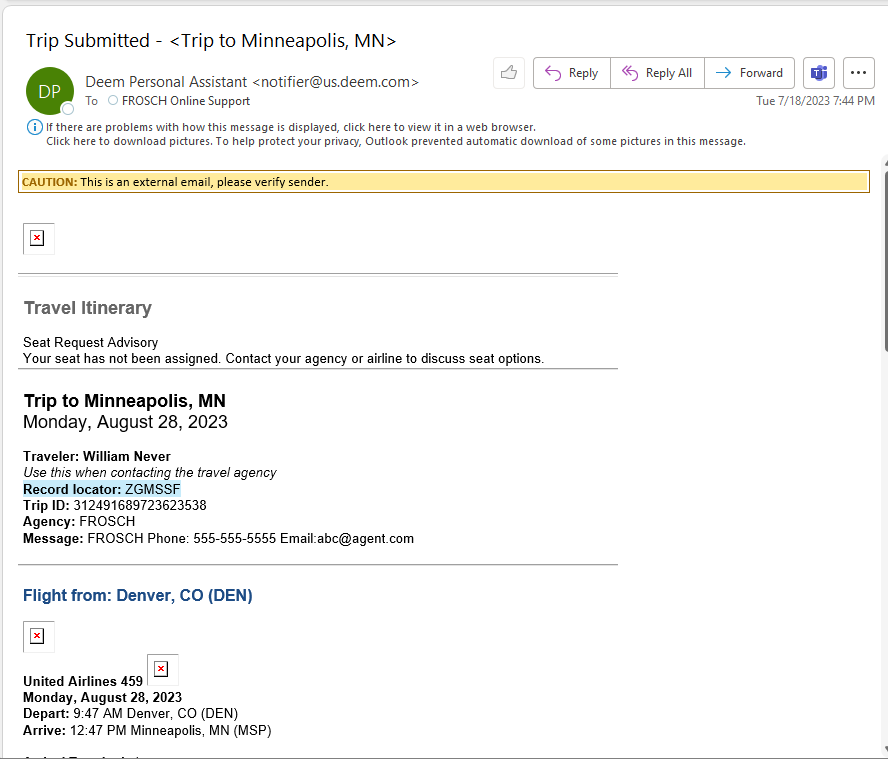 Trip Submitted - <Trip to Minneapolis, MN>
DP
Deem Personal Assistant <notifier@us.deem.com>
To FROSCH Online Support
Reply
Reply All
Forward
Tue 7/18/2023 7:44 PM
If there are problems with how this message is displayed, click here to view it in a web browser.
Click here to download pictures. To help protect your privacy, Outlook prevented automatic download of some pictures in this message.
CAUTION: This is an external email, please verify sender.
Travel Itinerary
Seat Request Advisory
Your seat has not been assigned. Contact your agency or airline to discuss seat options.
Trip to Minneapolis, MN
Monday, August 28, 2023
Traveler: William Never
Use this when contacting the travel agency
Record locator: ZGMSSF
Trip ID: 312491689723623538
Agency: FROSCH
Message: FROSCH Phone: 555-555-5555 Email:abc@agent.com
Flight from: Denver, CO (DEN)
United Airlines 459
Monday, August 28, 2023
Depart: 9:47 AM Denver, CO (DEN)
Arrive: 12:47 PM Minneapolis, MN (MSP)